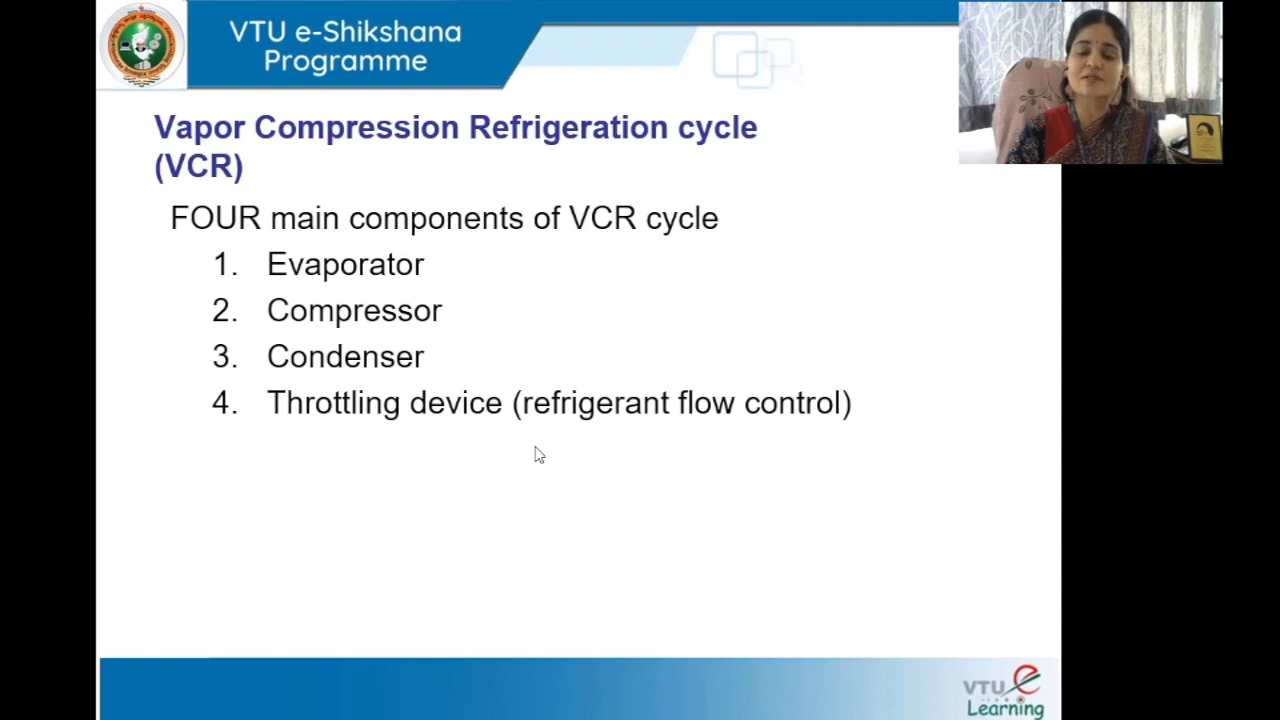 VTU e-Shikshana
Programme
Vapor Compression Refrigeration cycle
(VCR)
FOUR main components of VCR cycle
1. Evaporator
2. Compressor
3. Condenser
4. Throttling device (refrigerant flow control)
VTU e
Learning